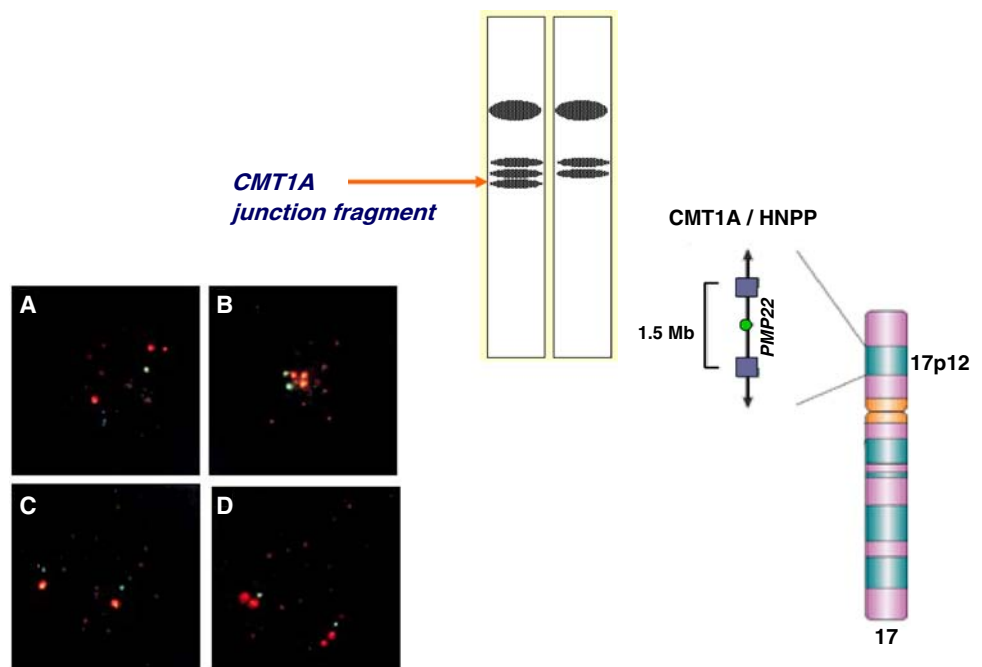 CMT1A
junction fragment
CMT1A / HNPP
1.5 Mb
PMP22
17p12
17
A
B
C
D